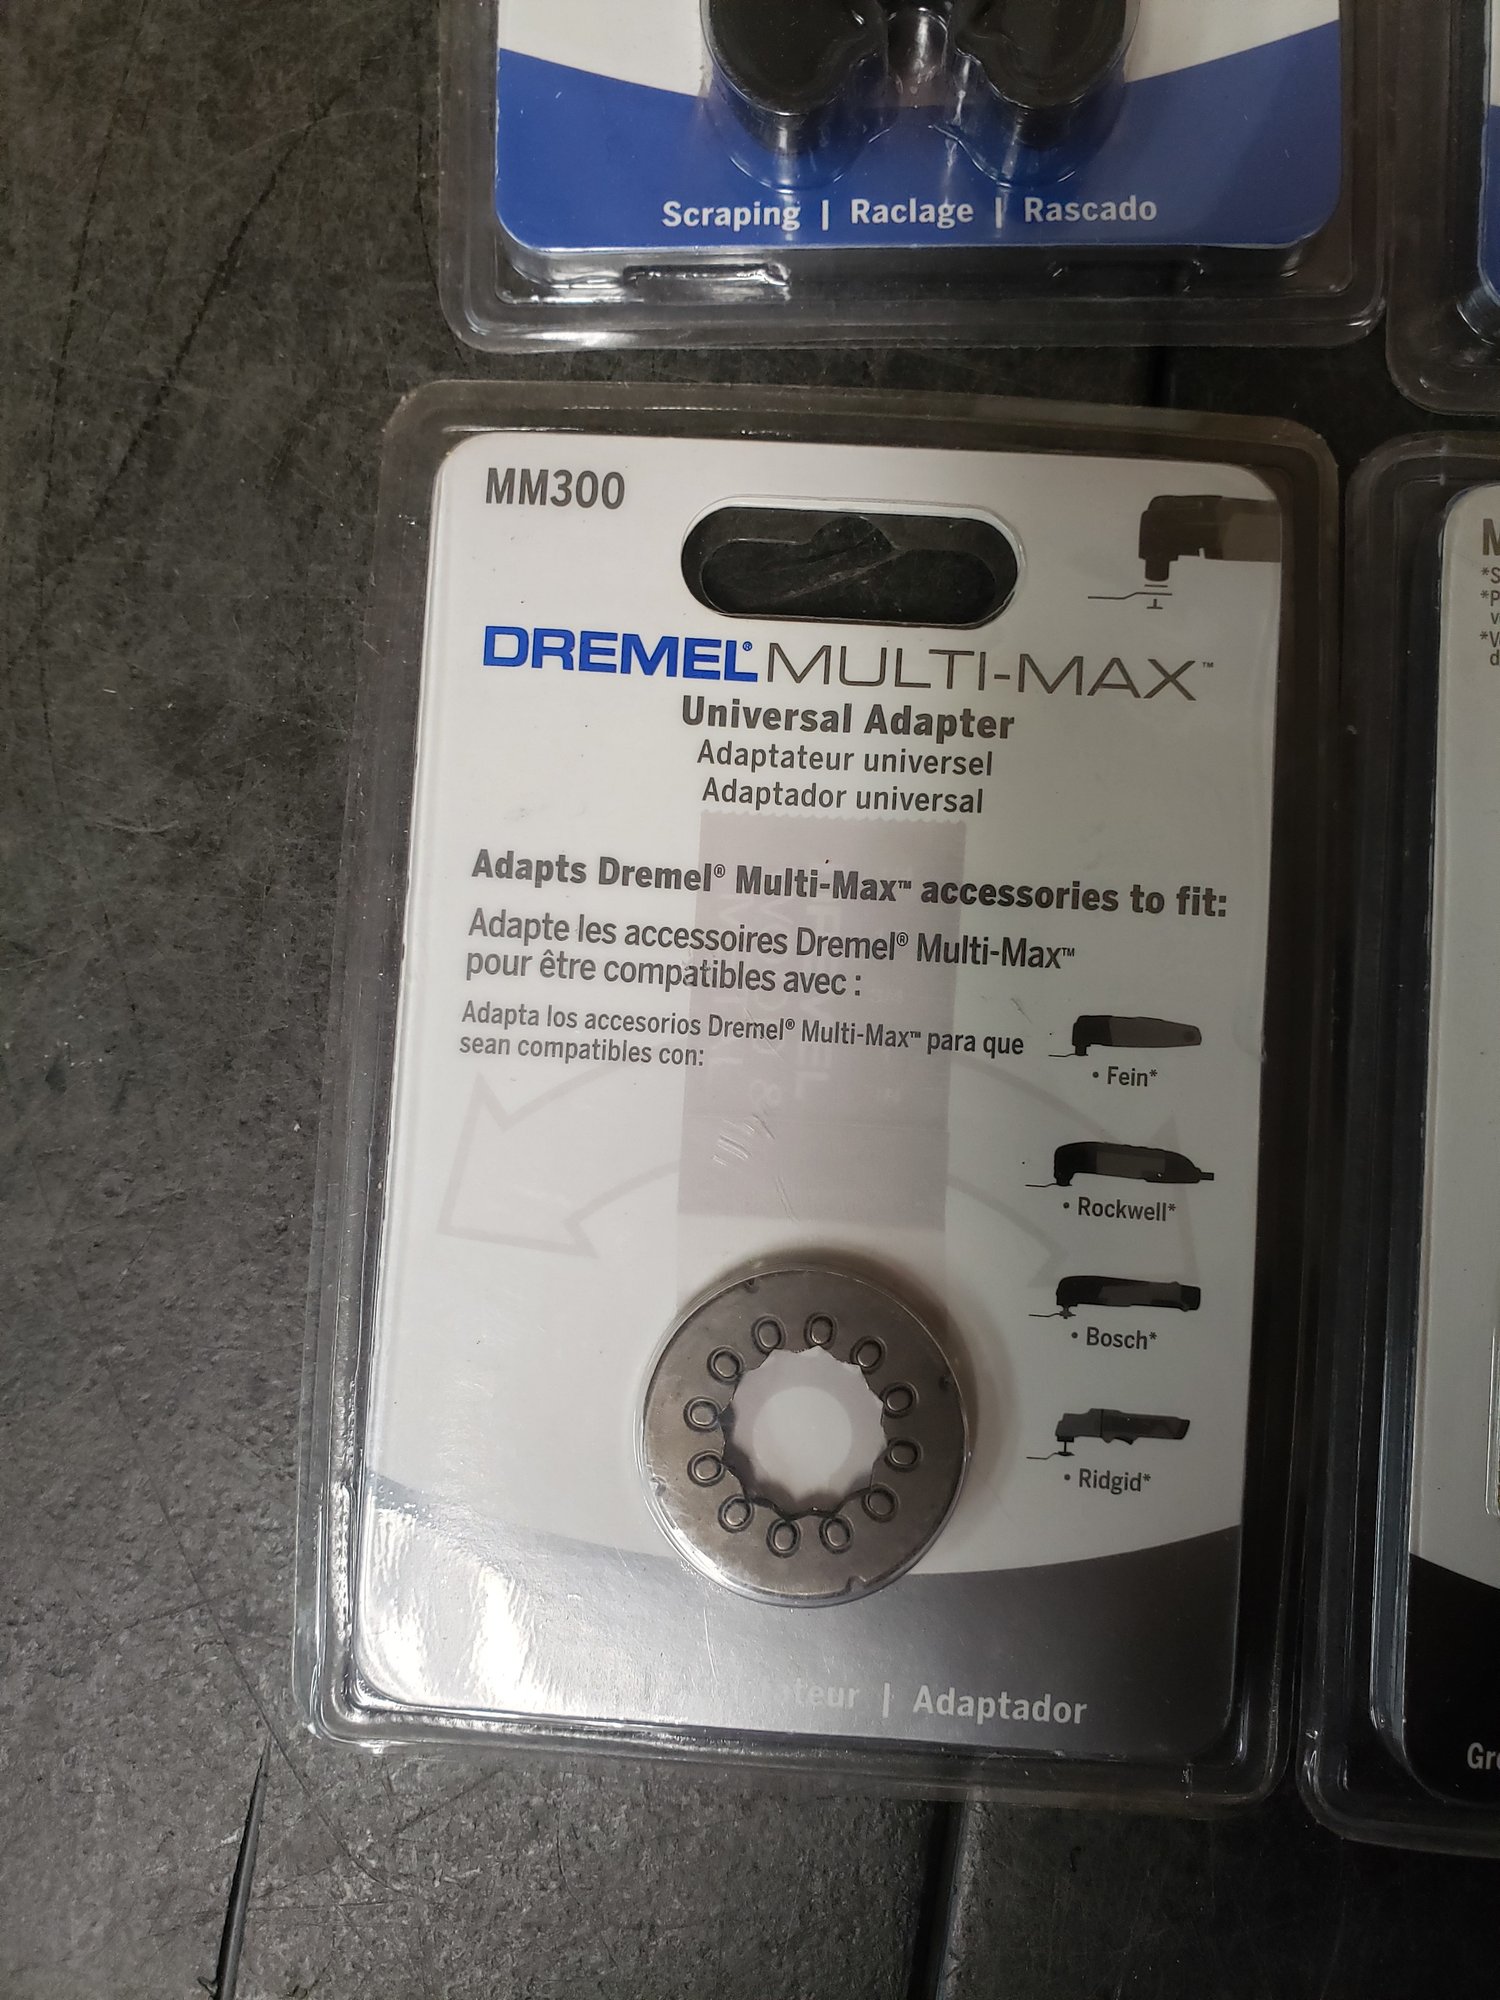 Scraping | Raclage | Rascado
MM300
DREMEL® MULTI-MAX™
Universal Adapter
Adaptateur universel
Adaptador universal
Adapts Dremel® Multi-Max™ accessories to fit:
Adapte les accessoires Dremel® Multi-Max™
pour être compatibles avec :
Adapta los accesorios Dremel® Multi-Max™ para que
sean compatibles con:
• Fein*
• Rockwell*
• Bosch*
• Ridgid*
| Adaptador